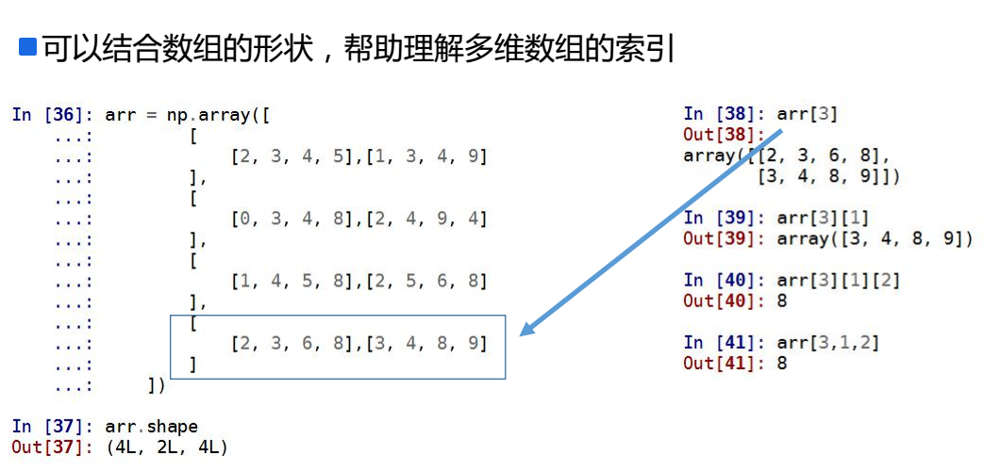 可以结合数组的形状，帮助理解多维数组的索引
In [36]: arr = np.array([
...: [
...: [2, 3, 4, 5],[1, 3, 4, 9]
...: ],
...: [
...: [0, 3, 4, 8],[2, 4, 9, 4]
...: ],
...: [
...: [1, 4, 5, 8],[2, 5, 6, 8]
...: ],
...: [
...: [2, 3, 6, 8],[3, 4, 8, 9]
...: ]
...: ])
In [37]: arr.shape
Out[37]: (4L, 2L, 4L)
In [38]: arr[3]
Out[38]:
array([[2, 3, 6, 8],
[3, 4, 8, 9]])
In [39]: arr[3][1]
Out[39]: array([3, 4, 8, 9])
In [40]: arr[3][1][2]
Out[40]: 8
In [41]: arr[3,1,2]
Out[41]: 8